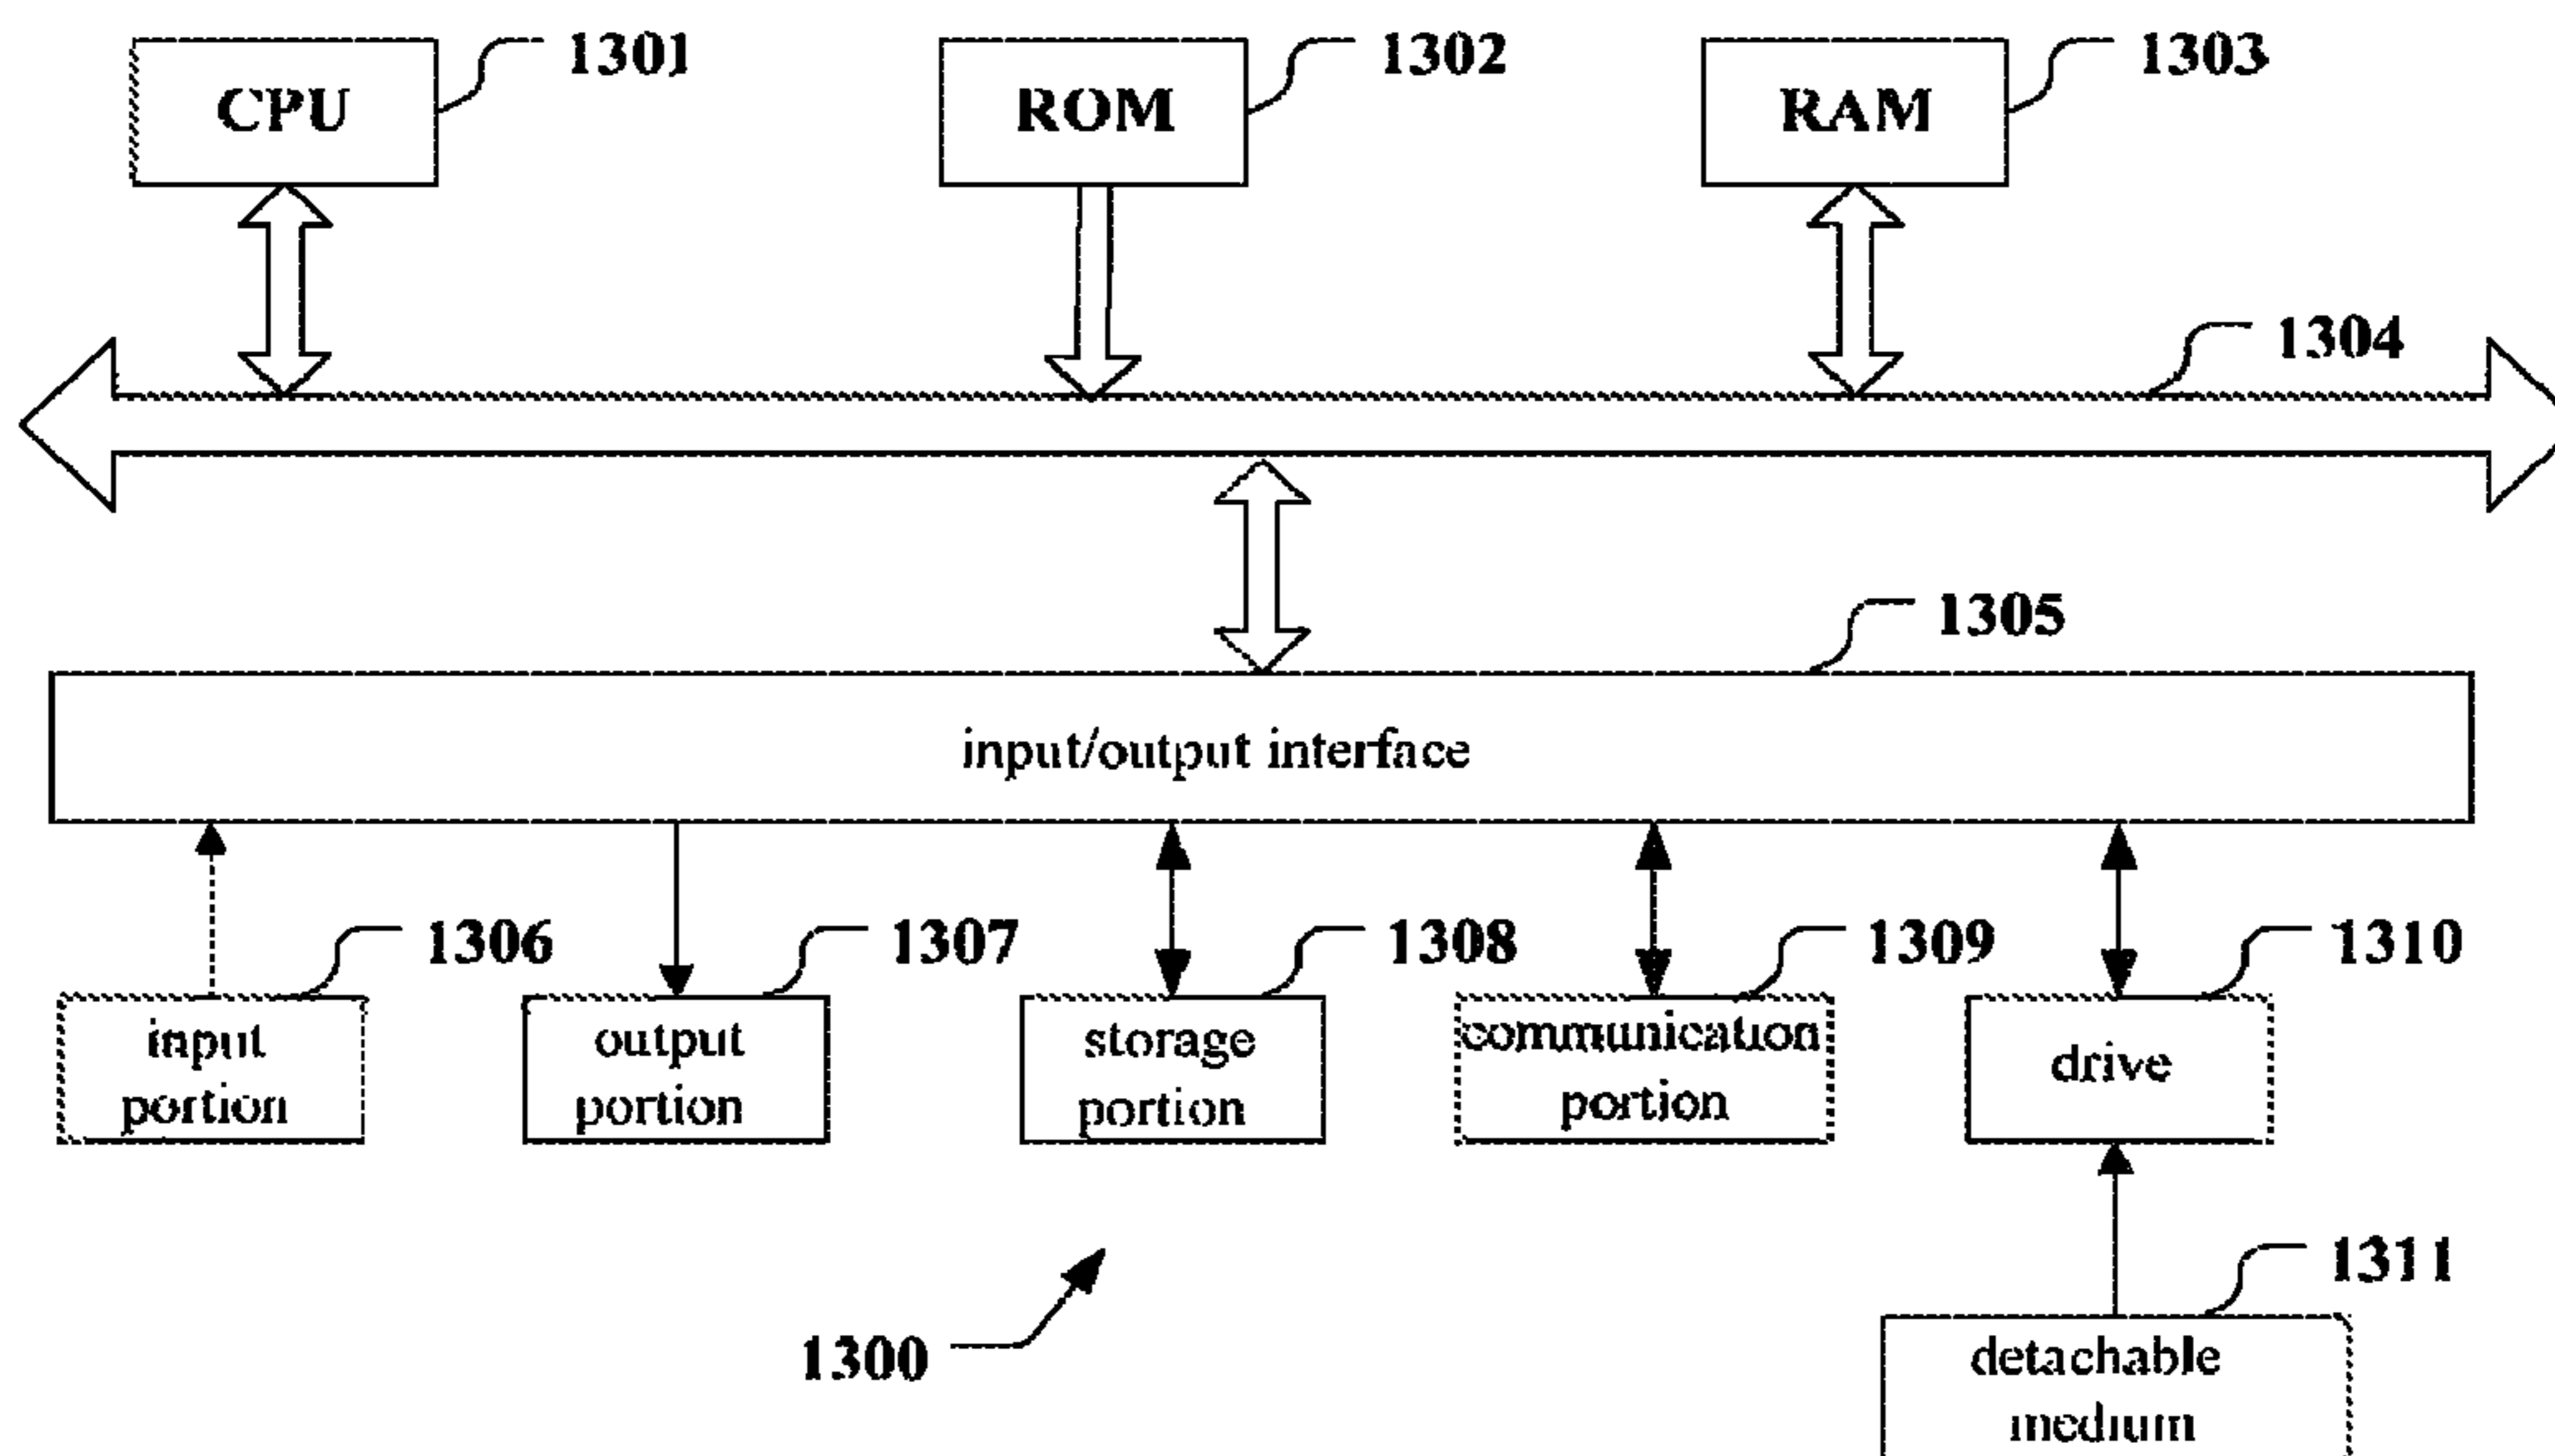 1301
CPU
1302
ROM
1303
RAM
1304
1305
input/output interface
1306
input
portion
1307
output
portion
1308
storage
portion
1309
communication
portion
1310
drive
1311
detachable
medium
1300